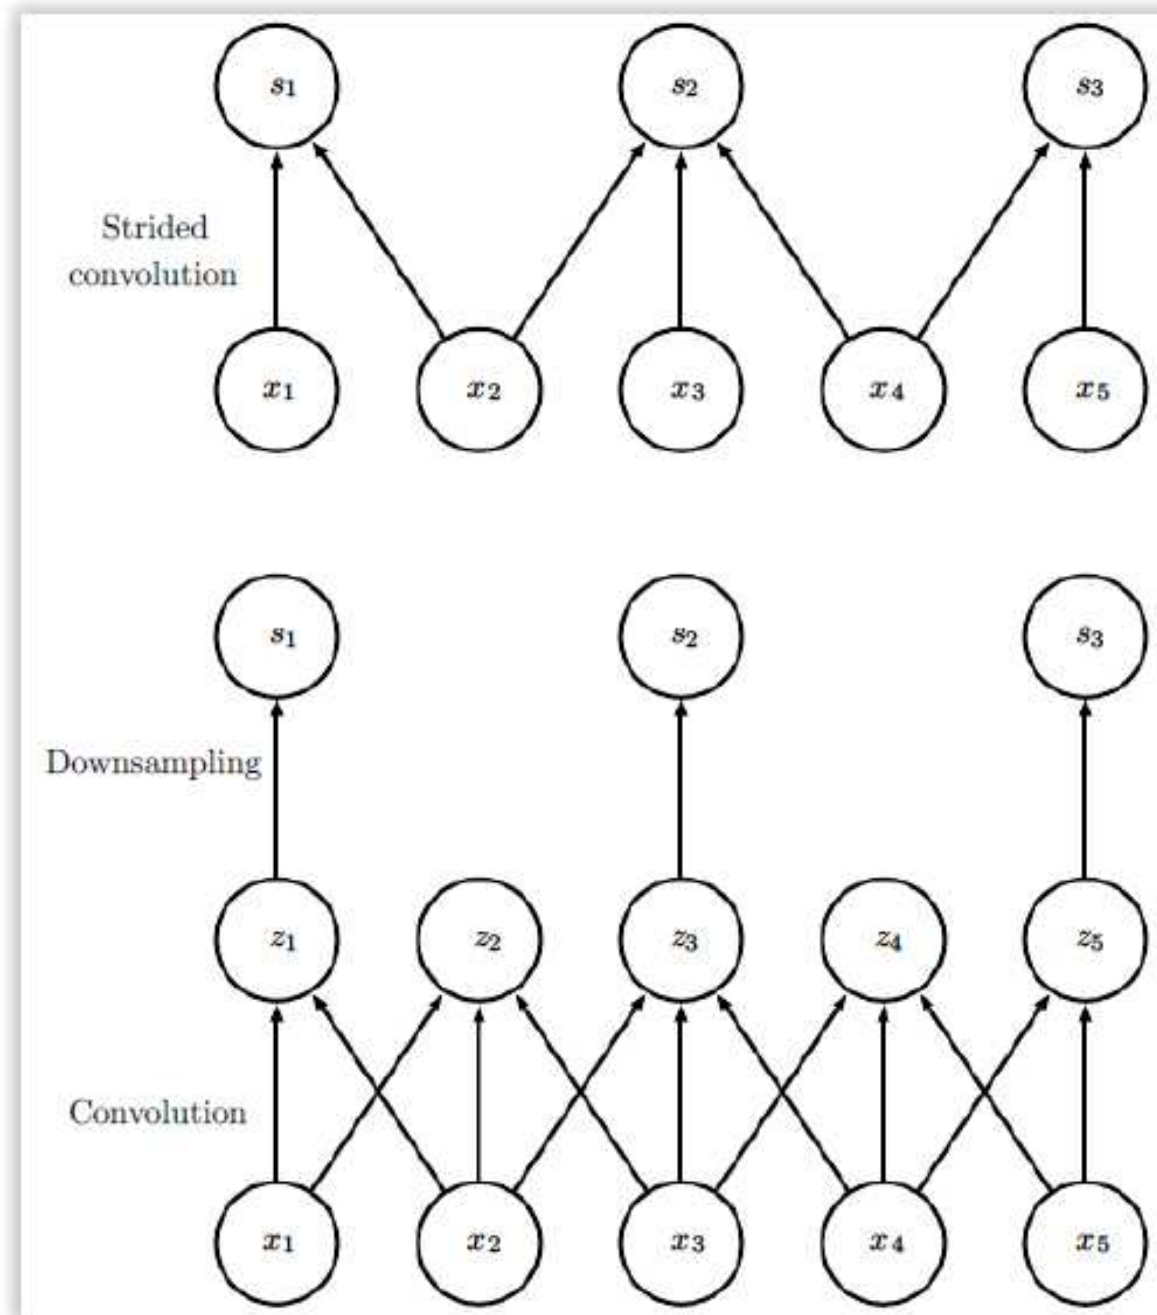 s1 s2 s3
Strided
convolution
x1 x2 x3 x4 x5
s1 s2 s3
Downsampling
z1 z2 z3 z4 z5
Convolution
x1 x2 x3 x4 x5